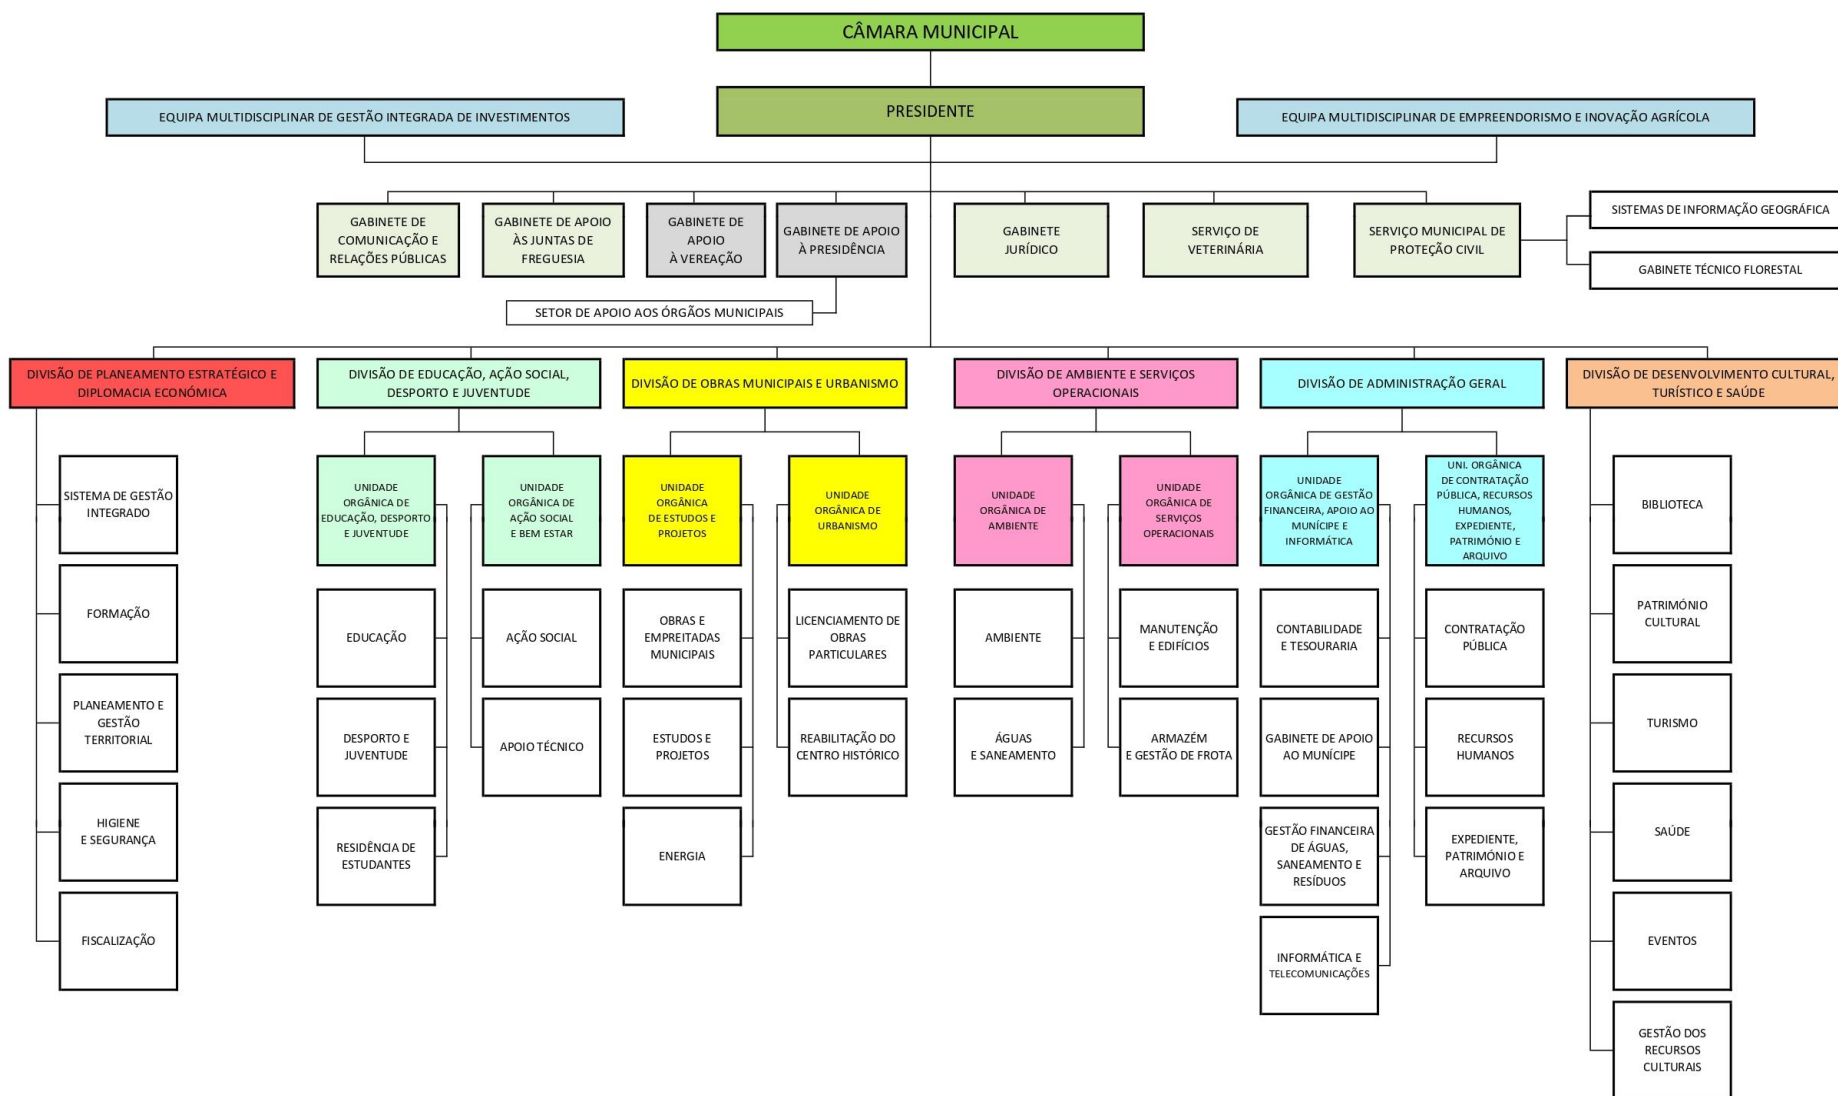 CÂMARA MUNICIPAL
PRESIDENTE
EQUIPA MULTIDISCIPLINAR DE GESTÃO INTEGRADA DE INVESTIMENTOS
EQUIPA MULTIDISCIPLINAR DE EMPREENDORISMO E INOVAÇÃO AGRÍCOLA
GABINETE DE
COMUNICAÇÃO E
RELAÇÕES PÚBLICAS
GABINETE DE APOIO
ÀS JUNTAS DE
FREGUESIA
GABINETE DE
APOIO
À VEREAÇÃO
GABINETE DE APOIO
À PRESIDÊNCIA
GABINETE
JURÍDICO
SERVIÇO DE
VETERINÁRIA
SERVIÇO MUNICIPAL DE
PROTEÇÃO CIVIL
SISTEMAS DE INFORMAÇÃO GEOGRÁFICA
GABINETE TÉCNICO FLORESTAL
SETOR DE APOIO AOS ÓRGÃOS MUNICIPAIS
DIVISÃO DE PLANEAMENTO ESTRATÉGICO E
DIPLOMACIA ECONÓMICA
DIVISÃO DE EDUCAÇÃO, AÇÃO SOCIAL,
DESPORTO E JUVENTUDE
DIVISÃO DE OBRAS MUNICIPAIS E URBANISMO
DIVISÃO DE AMBIENTE E SERVIÇOS
OPERACIONAIS
DIVISÃO DE ADMINISTRAÇÃO GERAL
DIVISÃO DE DESENVOLVIMENTO CULTURAL,
TURÍSTICO E SAÚDE
SISTEMA DE GESTÃO
INTEGRADO
FORMAÇÃO
PLANEAMENTO E
GESTÃO
TERRITORIAL
HIGIENE
E SEGURANÇA
FISCALIZAÇÃO
UNIDADE
ORGÂNICA DE
EDUCAÇÃO, DESPORTO
E JUVENTUDE
EDUCAÇÃO
DESPORTO E
JUVENTUDE
RESIDÊNCIA DE
ESTUDANTES
UNIDADE
ORGÂNICA DE
AÇÃO SOCIAL
E BEM ESTAR
AÇÃO SOCIAL
APOIO TÉCNICO
UNIDADE
ORGÂNICA
DE ESTUDOS E
PROJETOS
OBRAS E
EMPREITADAS
MUNICIPAIS
ESTUDOS E
PROJETOS
ENERGIA
UNIDADE
ORGÂNICA DE
URBANISMO
LICENCIAMENTO DE
OBRAS
PARTICULARES
REABILITAÇÃO DO
CENTRO HISTÓRICO
UNIDADE
ORGÂNICA DE
AMBIENTE
AMBIENTE
ÁGUAS
E SANEAMENTO
UNIDADE
ORGÂNICA DE
SERVIÇOS
OPERACIONAIS
MANUTENÇÃO
E EDIFÍCIOS
ARMAZÉM
E GESTÃO DE FROTA
UNIDADE
ORGÂNICA DE GESTÃO
FINANCEIRA, APOIO AO
MUNÍCIPE E
INFORMÁTICA
CONTABILIDADE
E TESOURARIA
GABINETE DE APOIO
AO MUNÍCIPE
GESTÃO FINANCEIRA
DE ÁGUAS,
SANEAMENTO E
RESÍDUOS
INFORMÁTICA E
TELECOMUNICAÇÕES
UNI. ORGÂNICA
DE CONTRATAÇÃO
PÚBLICA, RECURSOS
HUMANOS,
EXPEDIENTE,
PATRIMÓNIO E
ARQUIVO
CONTRATAÇÃO
PÚBLICA
RECURSOS
HUMANOS
EXPEDIENTE,
PATRIMÓNIO E
ARQUIVO
BIBLIOTECA
PATRIMÓNIO
CULTURAL
TURISMO
SAÚDE
EVENTOS
GESTÃO DOS
RECURSOS
CULTURAIS